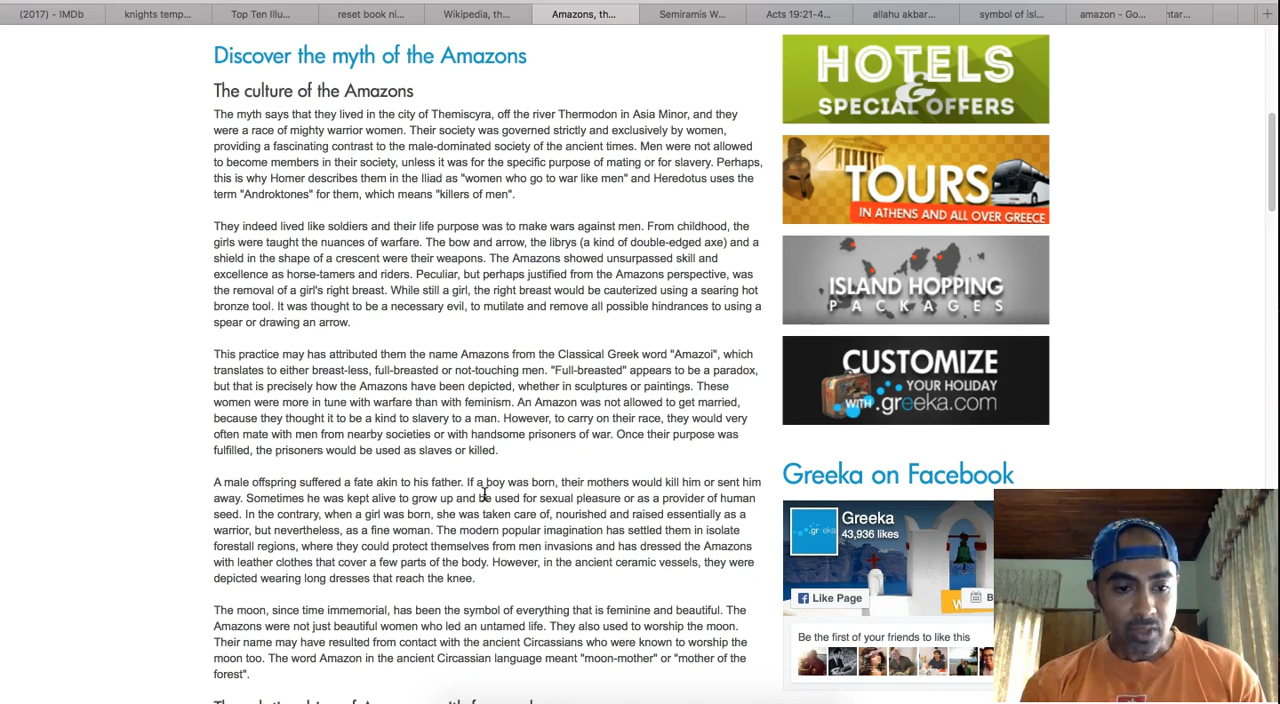 (2017) - IMDb
knights temp...
Top Ten Illu...
reset book ni...
Wikipedia, th...
Amazons, th...
Semiramis W...
Acts 19:21-4...
allahu akbar...
symbol of isl...
amazon - Go...
ntar...
Discover the myth of the Amazons
The culture of the Amazons
The myth says that they lived in the city of Themiscyra, off the river Thermodon in Asia Minor, and they
were a race of mighty warrior women. Their society was governed strictly and exclusively by women,
providing a fascinating contrast to the male-dominated society of the ancient times. Men were not allowed
to become members in their society, unless it was for the specific purpose of mating or for slavery. Perhaps,
this is why Homer describes them in the Iliad as "women who go to war like men" and Heredotus uses the
term "Androktones" for them, which means "killers of men".
They indeed lived like soldiers and their life purpose was to make wars against men. From childhood, the
girls were taught the nuances of warfare. The bow and arrow, the librys (a kind of double-edged axe) and a
shield in the shape of a crescent were their weapons. The Amazons showed unsurpassed skill and
excellence as horse-tamers and riders. Peculiar, but perhaps justified from the Amazons perspective, was
the removal of a girl's right breast. While still a girl, the right breast would be cauterized using a searing hot
bronze tool. It was thought to be a necessary evil, to mutilate and remove all possible hindrances to using a
spear or drawing an arrow.
This practice may has attributed them the name Amazons from the Classical Greek word "Amazoi", which
translates to either breast-less, full-breasted or not-touching men. "Full-breasted" appears to be a paradox,
but that is precisely how the Amazons have been depicted, whether in sculptures or paintings. These
women were more in tune with warfare than with feminism. An Amazon was not allowed to get married,
because they thought it to be a kind to slavery to a man. However, to carry on their race, they would very
often mate with men from nearby societies or with handsome prisoners of war. Once their purpose was
fulfilled, the prisoners would be used as slaves or killed.
A male offspring suffered a fate akin to his father. If a boy was born, their mothers would kill him or sent him
away. Sometimes he was kept alive to grow up and be used for sexual pleasure or as a provider of human
seed. In the contrary, when a girl was born, she was taken care of, nourished and raised essentially as a
warrior, but nevertheless, as a fine woman. The modern popular imagination has settled them in isolate
forestall regions, where they could protect themselves from men invasions and has dressed the Amazons
with leather clothes that cover a few parts of the body. However, in the ancient ceramic vessels, they were
depicted wearing long dresses that reach the knee.
The moon, since time immemorial, has been the symbol of everything that is feminine and beautiful. The
Amazons were not just beautiful women who led an untamed life. They also used to worship the moon.
Their name may have resulted from contact with the ancient Circassians who were known to worship the
moon too. The word Amazon in the ancient Circassian language meant "moon-mother" or "mother of the
forest".
HOTELS
&
SPECIAL OFFERS
TOURS
IN ATHENS AND ALL OVER GREECE
ISLAND HOPPING
PACKAGES
CUSTOMIZE
YOUR HOLIDAY
WITH .greeka.com
Greeka on Facebook
.gr eeka
Greeka
43,936 likes
Like Page
Be the first of your friends to like this